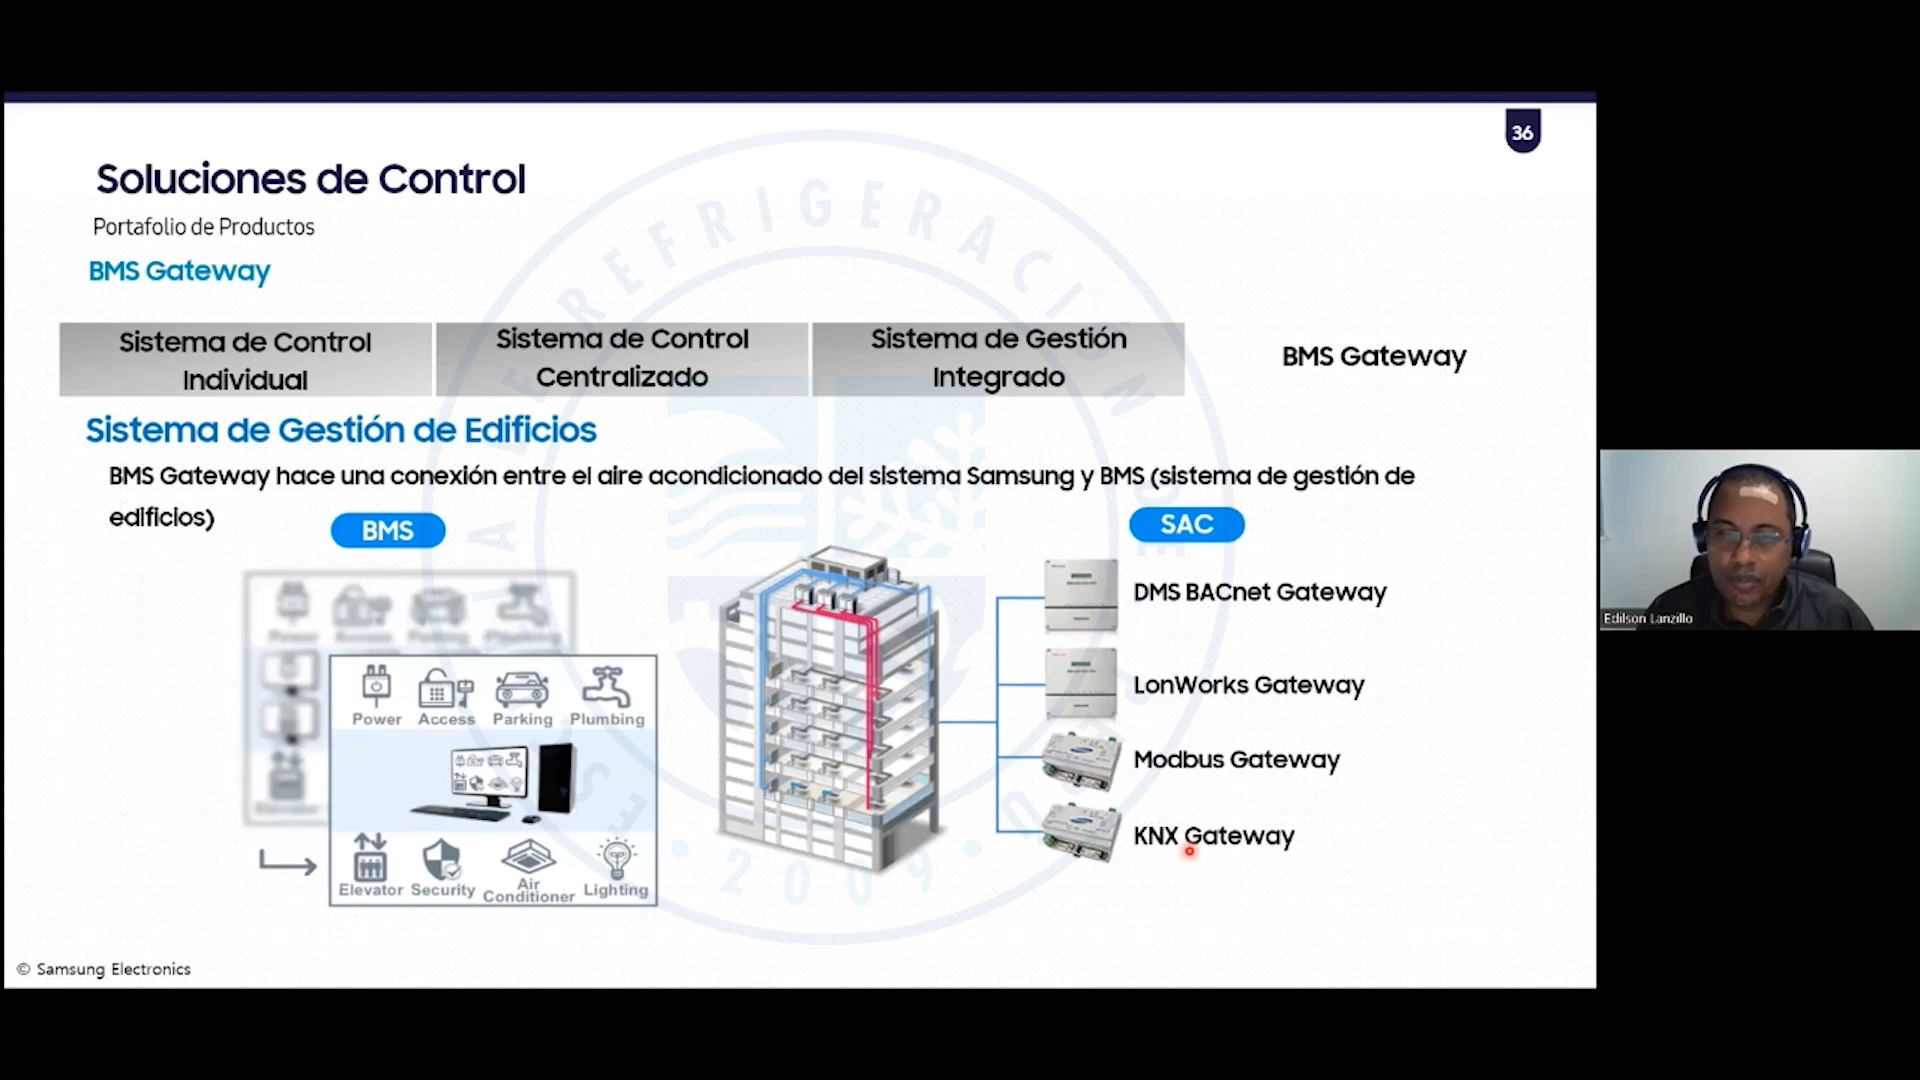 36
Soluciones de Control
Portafolio de Productos
BMS Gateway
Sistema de Control
Individual
Sistema de Control
Centralizado
Sistema de Gestión
Integrado
BMS Gateway
Sistema de Gestión de Edificios
BMS Gateway hace una conexión entre el aire acondicionado del sistema Samsung y BMS (sistema de gestión de
edificios)
BMS
SAC
Power
Access
Parking
Plumbing
Elevator
Security
Air
Conditioner
Lighting
DMS BACnet Gateway
LonWorks Gateway
Modbus Gateway
KNX Gateway
Edilson Lanzillo
© Samsung Electronics
2009